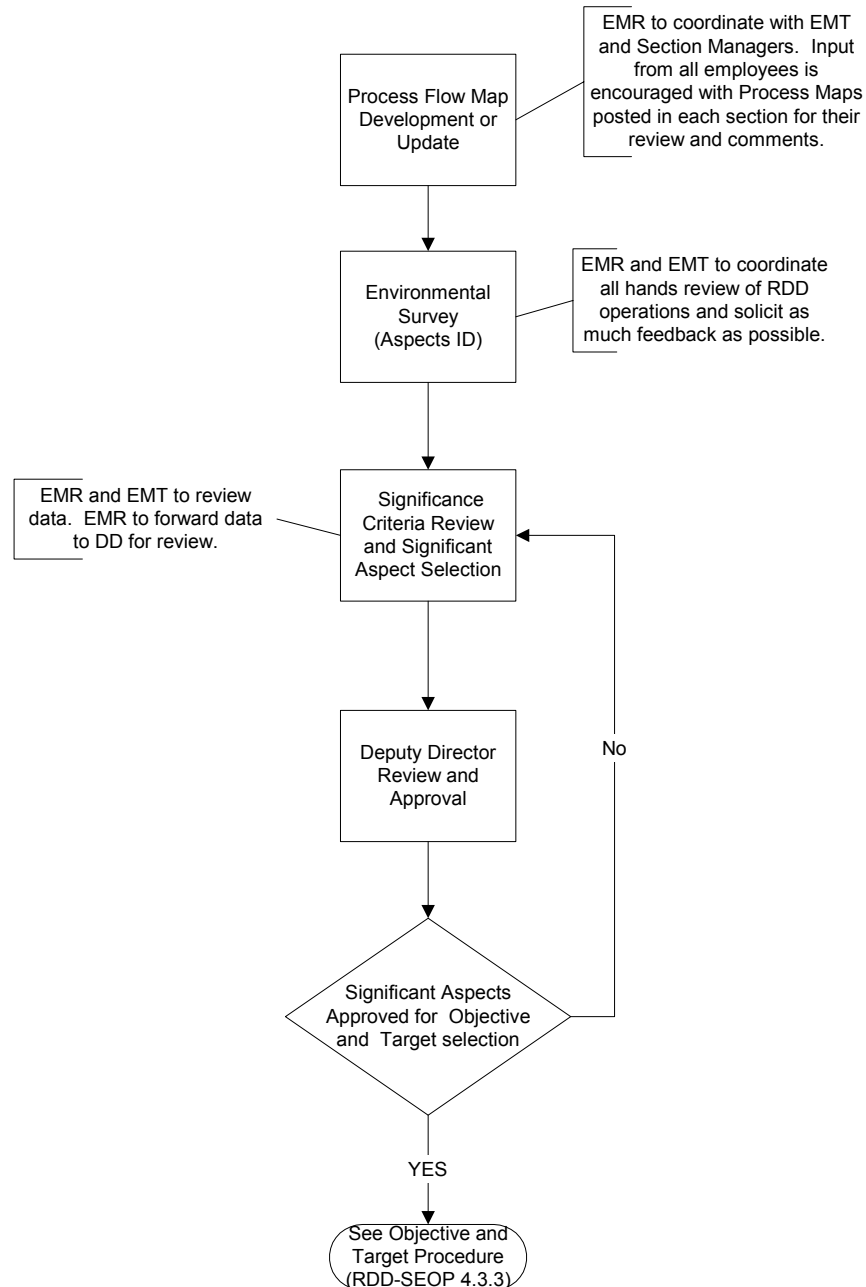 EMR to coordinate with EMT
and Section Managers.  Input
from all employees is
encouraged with Process Maps
posted in each section for their
review and comments.
Process Flow Map
Development or
Update
Environmental
Survey
(Aspects ID)
EMR and EMT to coordinate
all hands review of RDD
operations and solicit as
much feedback as possible.
EMR and EMT to review
data.  EMR to forward data
to DD for review.
Significance
Criteria Review
and Significant
Aspect Selection
Deputy Director
Review and
Approval
No
Significant Aspects
Approved for  Objective
and  Target selection
YES
See Objective and
Target Procedure
(RDD-SEOP 4.3.3)